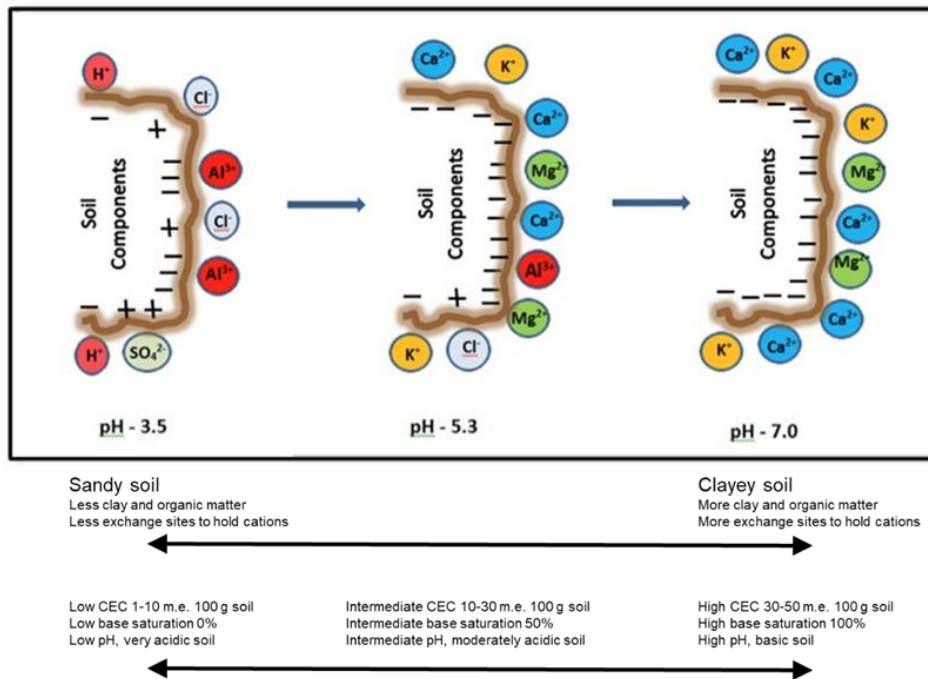 H⁺
Cl⁻
Al³⁺
Cl⁻
Al³⁺
H⁺
SO₄²⁻
Soil
Components
pH - 3.5
Ca²⁺
K⁺
Ca²⁺
Mg²⁺
Ca²⁺
Al³⁺
Mg²⁺
K⁺
Cl⁻
Soil
Components
pH - 5.3
Ca²⁺
K⁺
Ca²⁺
K⁺
Mg²⁺
Ca²⁺
Mg²⁺
Ca²⁺
K⁺
Ca²⁺
Soil
Components
pH - 7.0
Sandy soil
Less clay and organic matter
Less exchange sites to hold cations
Clayey soil
More clay and organic matter
More exchange sites to hold cations
Low CEC 1-10 m.e. 100 g soil
Low base saturation 0%
Low pH, very acidic soil
Intermediate CEC 10-30 m.e. 100 g soil
Intermediate base saturation 50%
Intermediate pH, moderately acidic soil
High CEC 30-50 m.e. 100 g soil
High base saturation 100%
High pH, basic soil